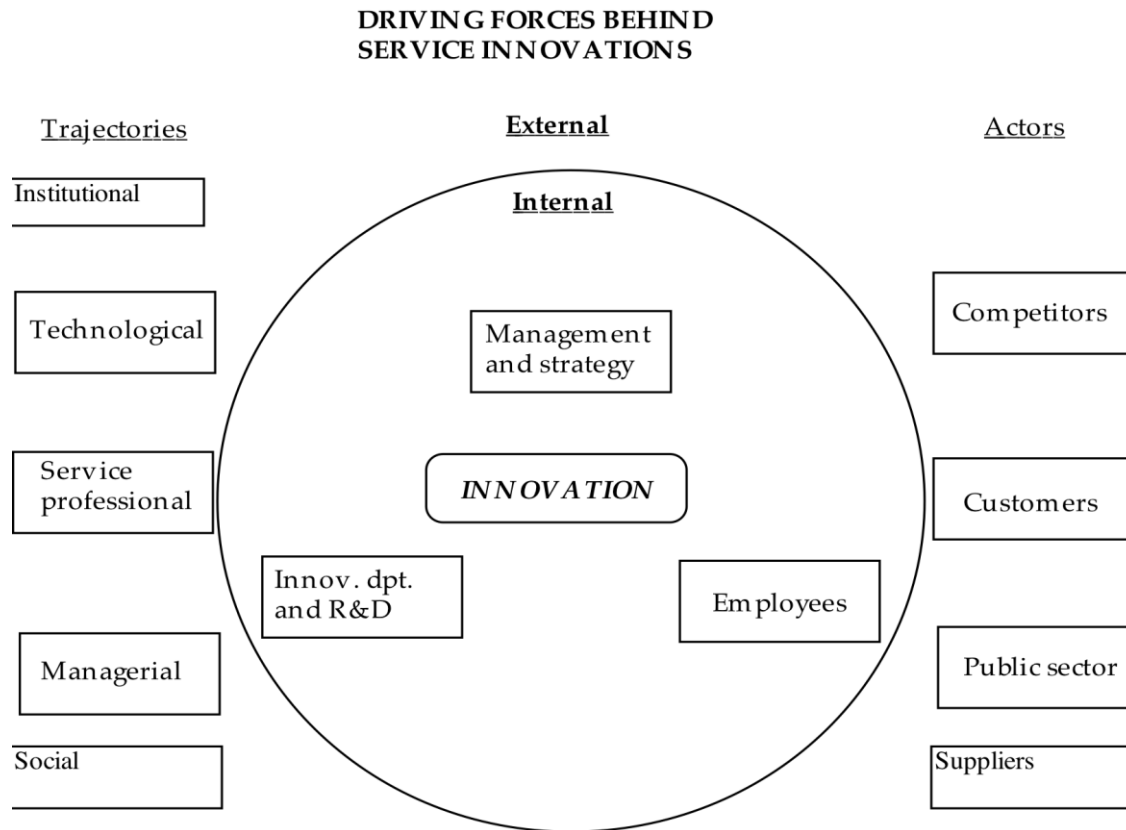 DRIVING FORCES BEHIND
SERVICE INNOVATIONS
Trajectories
External
Actors
Institutional
Internal
Technological
Management
and strategy
Competitors
Service
professional
INNOVATION
Customers
Innov. dpt.
and R&D
Employees
Managerial
Public sector
Social
Suppliers